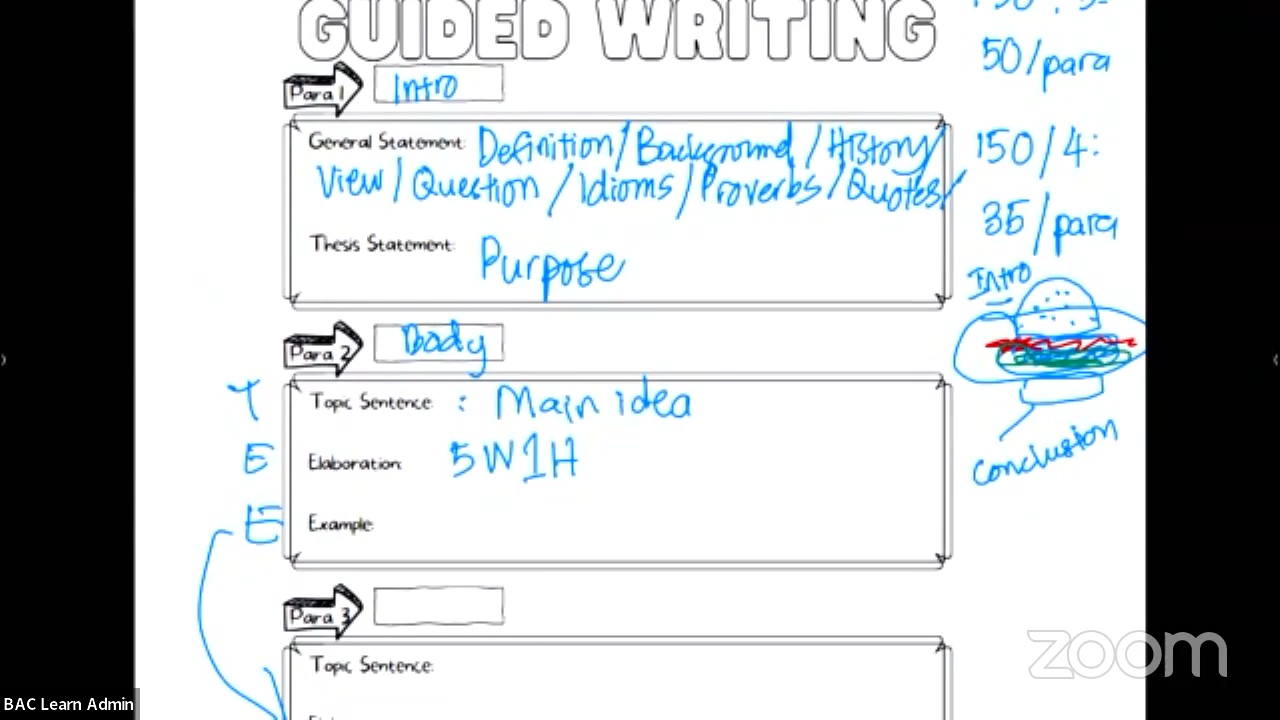 GUIDED WRITING
50/para
Para 1
Intro
General Statement: Definition/Background/History/
View/Question/Idioms/Proverbs/Quotes/
150/4:
35/para
Thesis Statement: Purpose
Intro
Para 2
Body
T
Topic Sentence: : Main idea
E
Elaboration: 5W1H
Conclusion
E
Example:
Para 3
Topic Sentence:
zoom
BAC Learn Admin